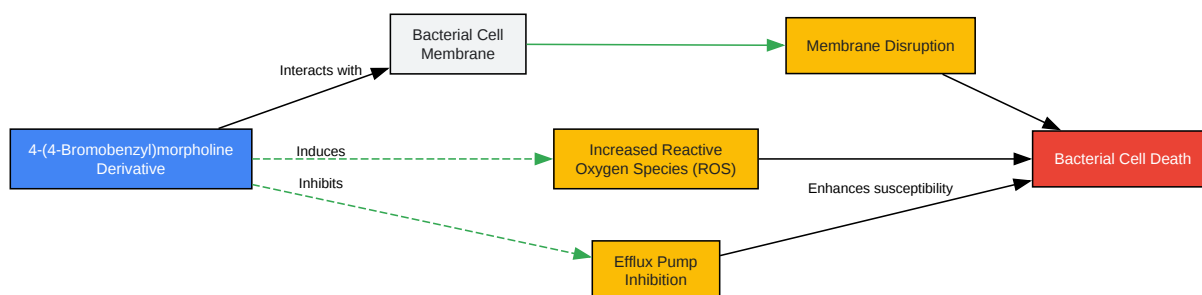 Bacterial Cell
Membrane
Membrane Disruption
Interacts with
4-(4-Bromobenzyl)morpholine
Derivative
Induces
Increased Reactive
Oxygen Species (ROS)
Bacterial Cell Death
Inhibits
Enhances susceptibility
Efflux Pump
Inhibition